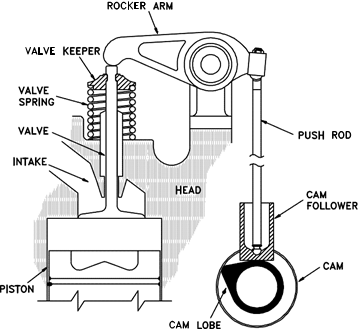 ROCKER ARM
VALVE KEEPER
VALVE
SPRING
VALVE
INTAKE
HEAD
PUSH ROD
CAM
FOLLOWER
CAM
PISTON
CAM LOBE